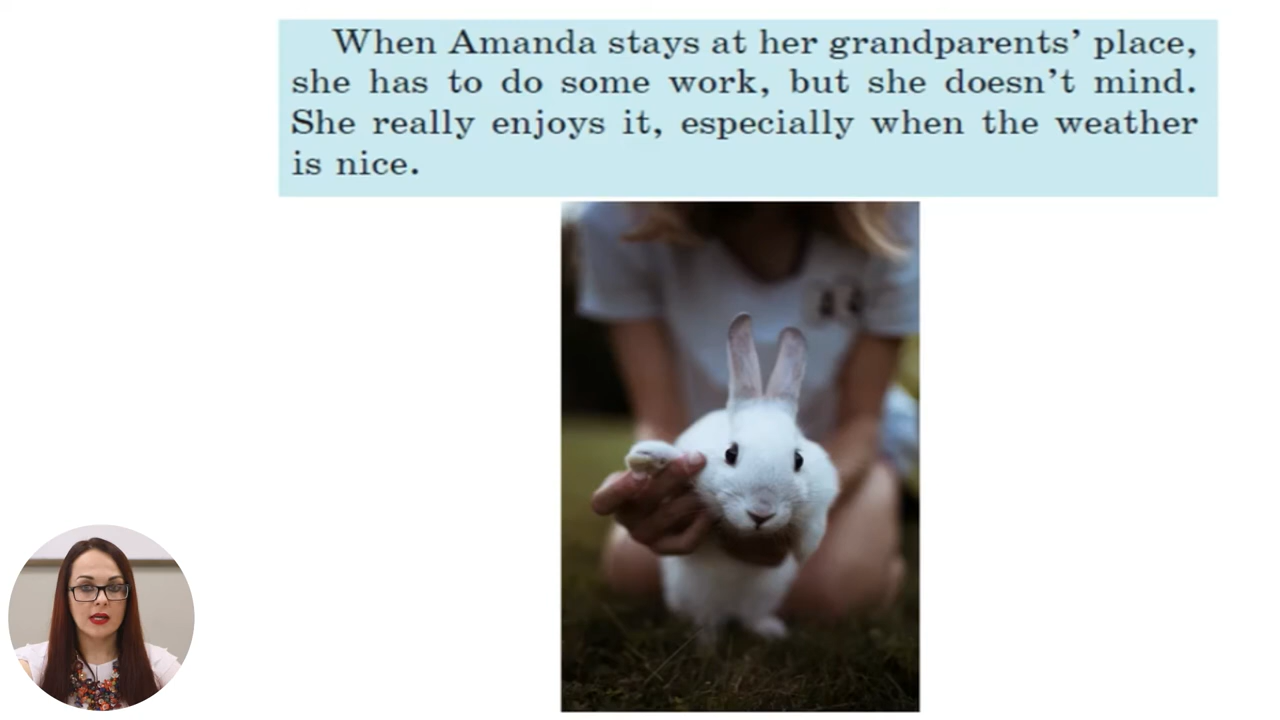 When Amanda stays at her grandparents’ place,
she has to do some work, but she doesn’t mind.
She really enjoys it, especially when the weather
is nice.